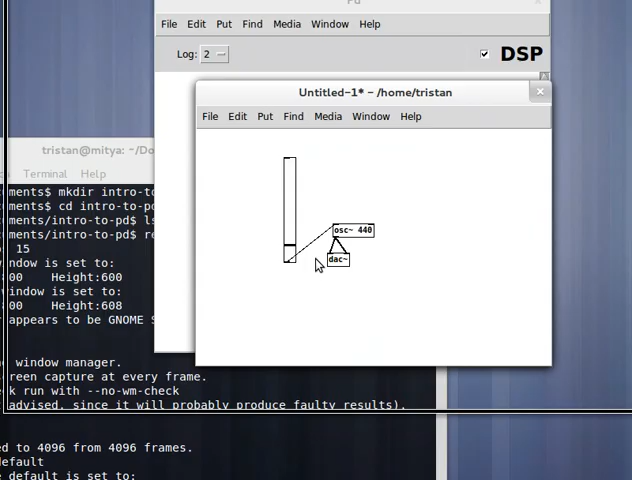 Pd
File Edit Put Find Media Window Help
Log: 2
DSP
Untitled-1* - /home/tristan
File Edit Put Find Media Window Help
osc~ 440
dac~
tristan@mitya: ~/Do
Terminal Help
ments$ mkdir intro-to
ments$ cd intro-to-p
ments/intro-to-pd$ l
ments/intro-to-pd$ re
15
ndow is set to:
00 Height:600
indow is set to:
00 Height:608
appears to be GNOME S
window manager.
reen capture at every frame.
k run with --no-wm-check
advised, since it will probably produce faulty results).
ed to 4096 from 4096 frames.
default
e default is set to: